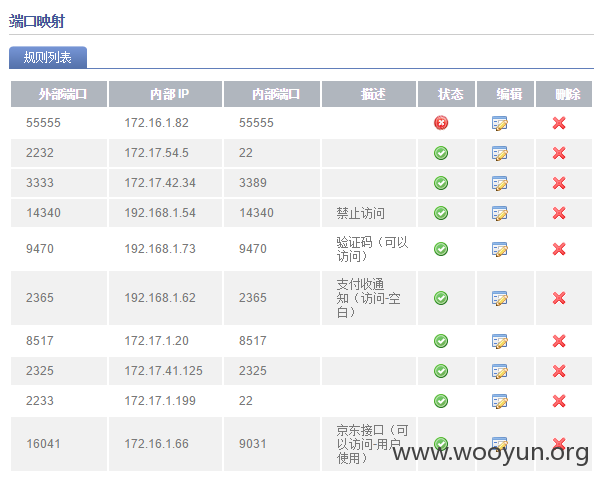 端口映射
规则列表
外部端口 内部 IP 内部端口 描述 状态 编辑 删除
55555 172.16.1.82 55555
2232 172.17.54.5 22
3333 172.17.42.34 3389
14340 192.168.1.54 14340 禁止访问
9470 192.168.1.73 9470 验证码（可以
访问）
2365 192.168.1.62 2365 支付收通
知（访问-空
白）
8517 172.17.1.20 8517
2325 172.17.41.125 2325
2233 172.17.1.199 22
16041 172.16.1.66 9031 京东接口（可
以访问-用户
使用）
www.wooyun.org